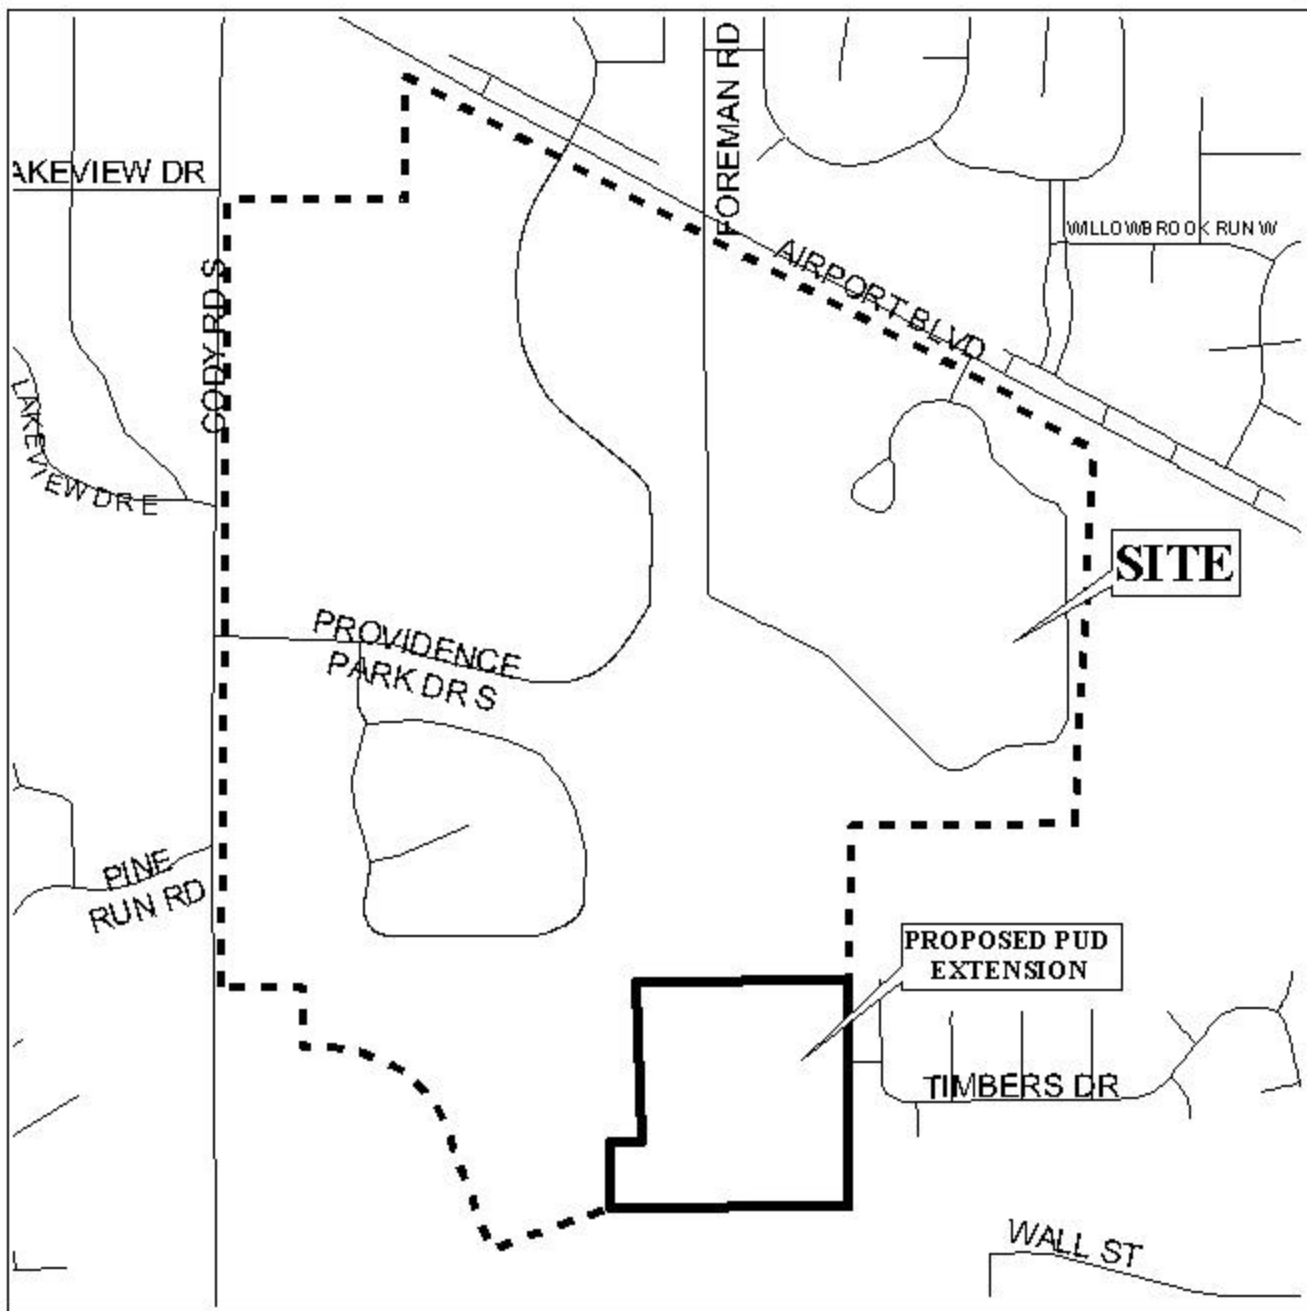 FOREMAN RD
AKEVIEW DR
WILLOWBROOK RUN W
CODY RD S
AIRPORT BLVD
LAKEVIEW DR E
SITE
PROVIDENCE
PARK DR S
PINE
RUN RD
PROPOSED PUD
EXTENSION
TIMBERS DR
WALL ST